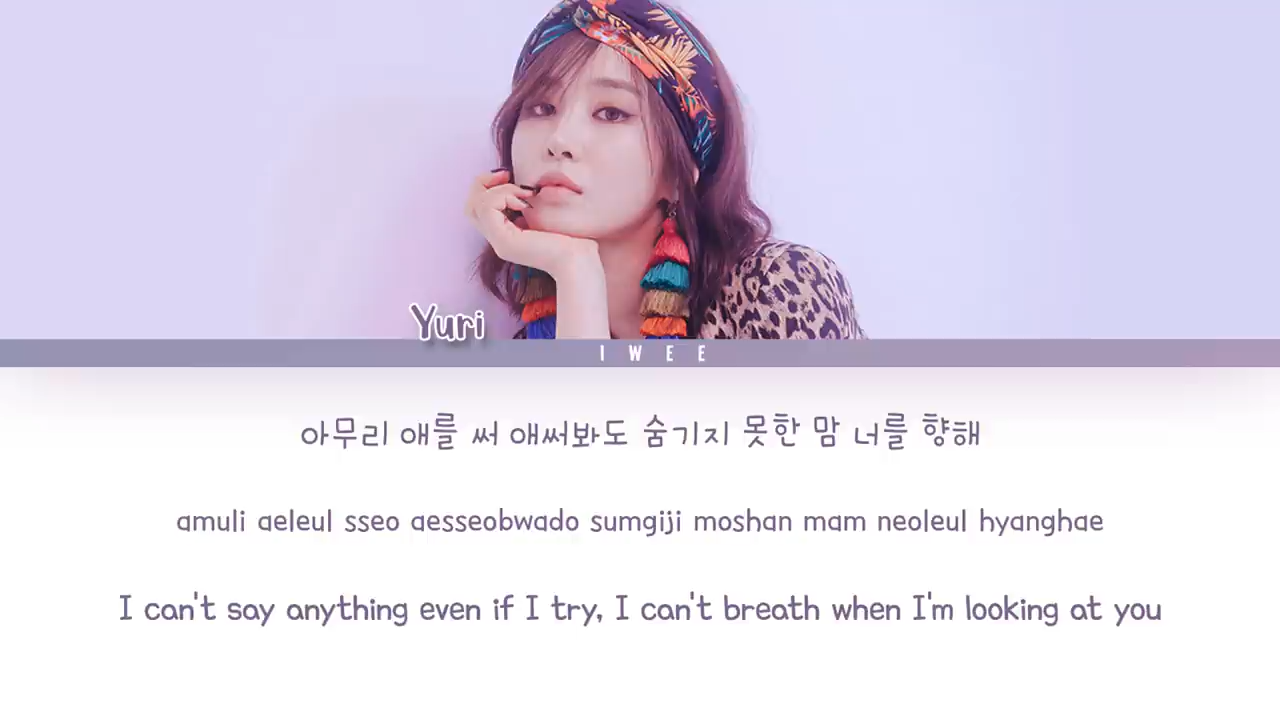 Yuri
I W E E
아무리 애를 써 애써봐도 숨기지 못한 맘 너를 향해
amuli aeleul sseo aesseobwado sumgiji moshan mam neoleul hyanghae
I can't say anything even if I try, I can't breath when I'm looking at you